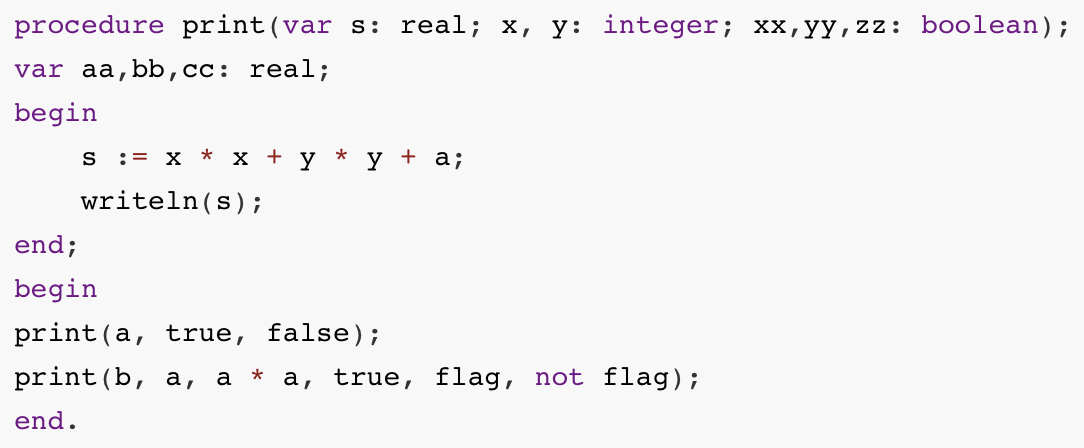 procedure print(var s: real; x, y: integer; xx,yy,zz: boolean);
var aa,bb,cc: real;
begin
    s := x * x + y * y + a;
    writeln(s);
end;
begin
print(a, true, false);
print(b, a, a * a, true, flag, not flag);
end.